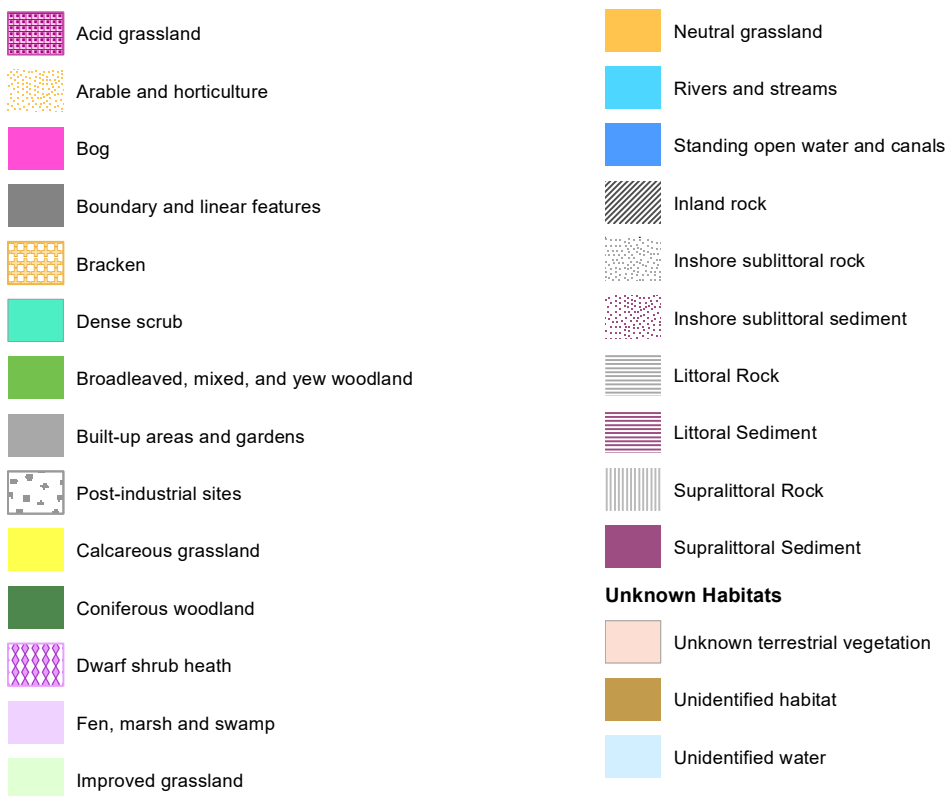 Acid grassland
Arable and horticulture
Bog
Boundary and linear features
Bracken
Dense scrub
Broadleaved, mixed, and yew woodland
Built-up areas and gardens
Post-industrial sites
Calcareous grassland
Coniferous woodland
Dwarf shrub heath
Fen, marsh and swamp
Improved grassland
Neutral grassland
Rivers and streams
Standing open water and canals
Inland rock
Inshore sublittoral rock
Inshore sublittoral sediment
Littoral Rock
Littoral Sediment
Supralittoral Rock
Supralittoral Sediment
Unknown Habitats
Unknown terrestrial vegetation
Unidentified habitat
Unidentified water